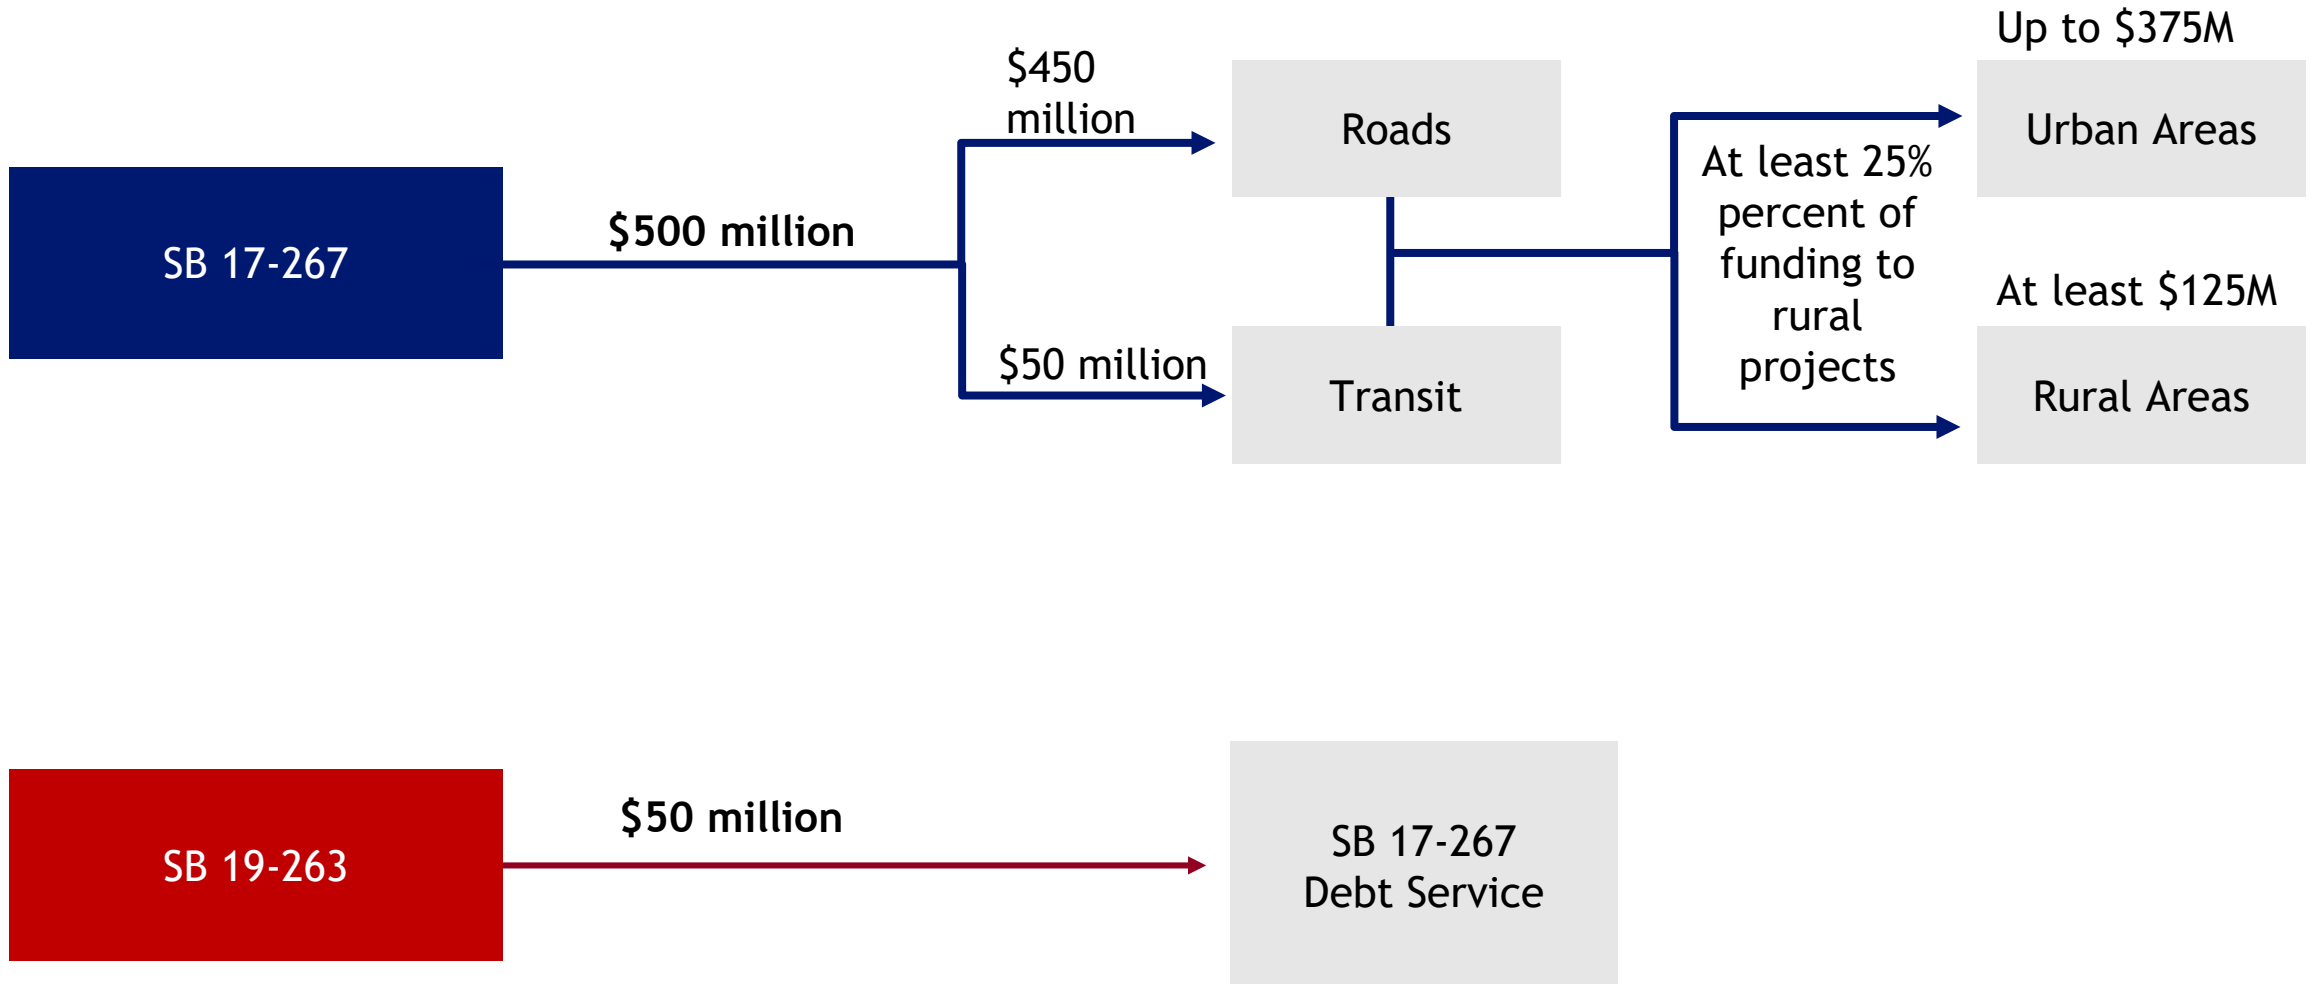 SB 17-267
$500 million
$450
million
Roads
$50 million
Transit
At least 25%
percent of
funding to
rural
projects
Up to $375M
Urban Areas
At least $125M
Rural Areas
SB 19-263
$50 million
SB 17-267
Debt Service